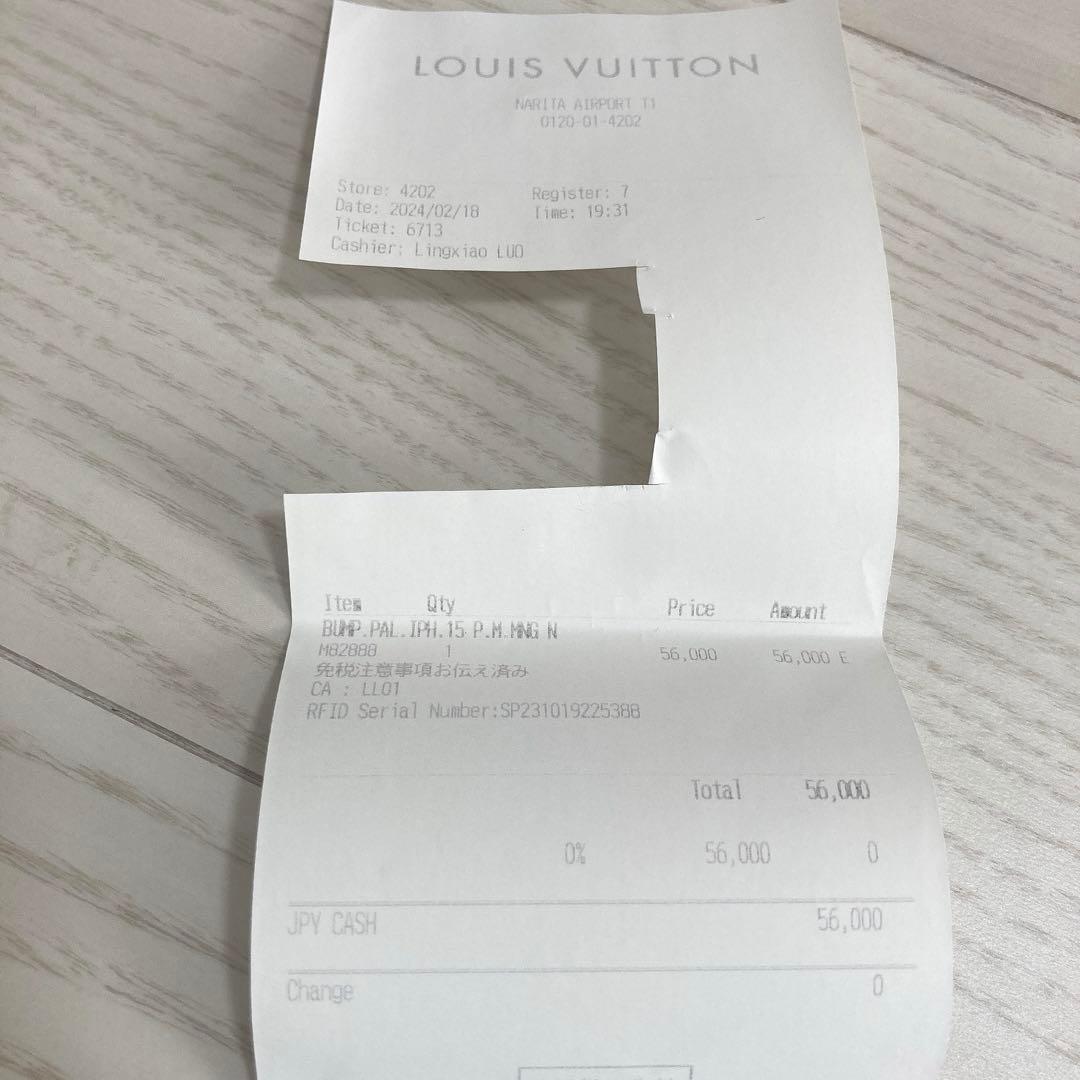 LOUIS VUITTON
NARITA AIRPORT T1
0120-01-4202
Store: 4202 Register: 7
Date: 2024/02/18 Time: 19:31
Ticket: 6713
Cashier: Lingxiao LUO
Item Qty Price Amount
BUMP.PAL.IPH.15 P.M.MNG N
M82888 1 56,000 56,000 E
免税注意事項お伝え済み
CA : LL01
RFID Serial Number:SP231019225388
Total 56,000
0% 56,000 0
JPY CASH 56,000
Change 0